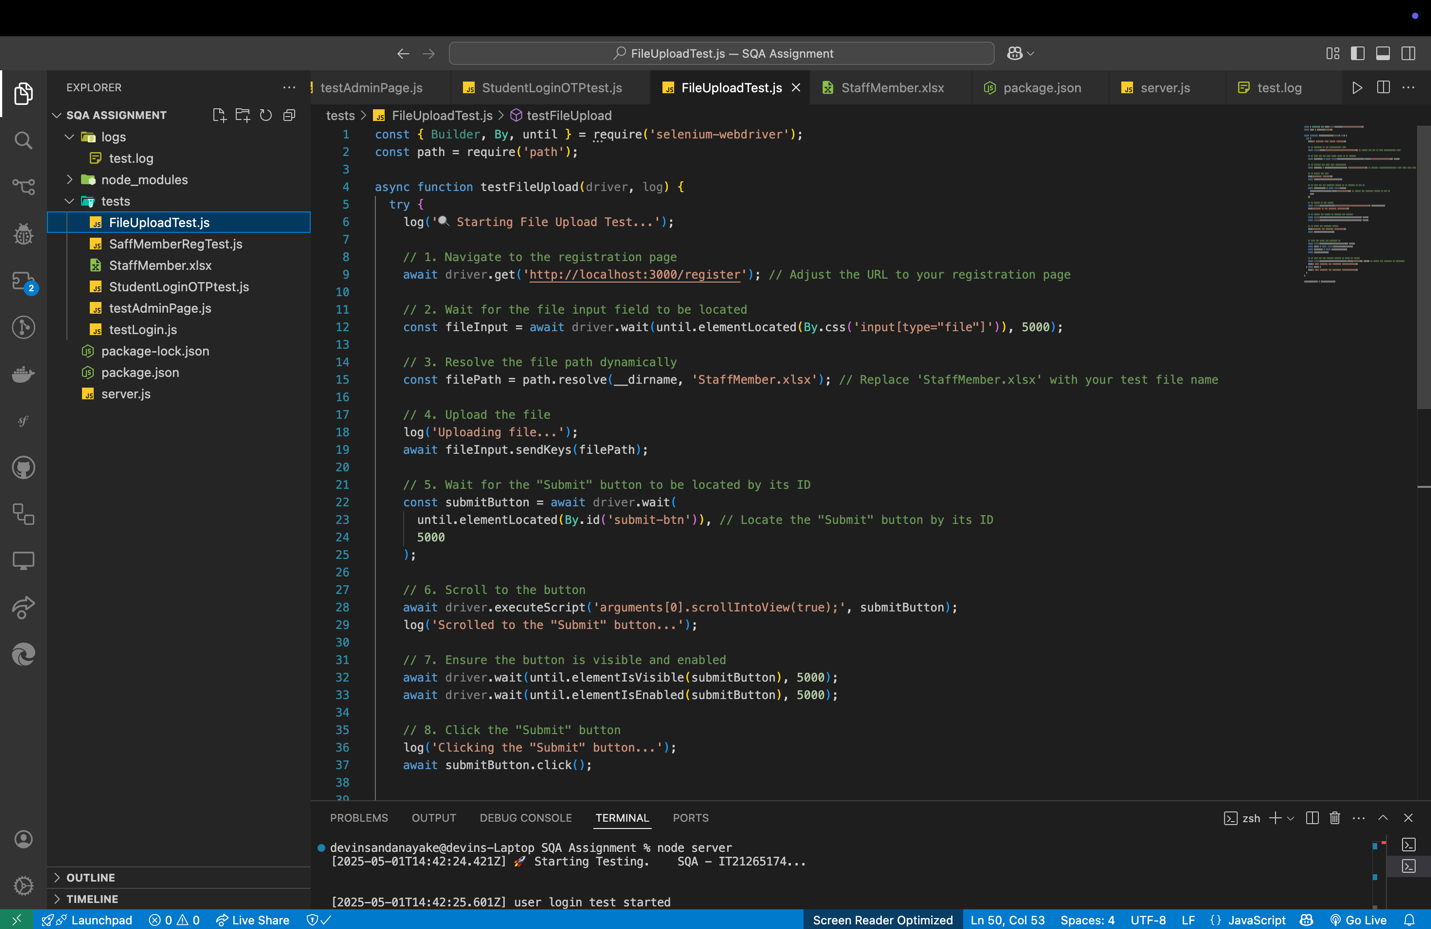 FileUploadTest.js — SQA Assignment
EXPLORER
testAdminPage.js
StudentLoginOTPtest.js
FileUploadTest.js
StaffMember.xlsx
package.json
server.js
test.log
SQA ASSIGNMENT
logs
test.log
node_modules
tests
FileUploadTest.js
SaffMemberRegTest.js
StaffMember.xlsx
StudentLoginOTPtest.js
testAdminPage.js
testLogin.js
package-lock.json
package.json
server.js
2
OUTLINE
TIMELINE
tests > FileUploadTest.js > testFileUpload
1 const { Builder, By, until } = require('selenium-webdriver');
2 const path = require('path');
3
4 async function testFileUpload(driver, log) {
5 try {
6 log('🔍 Starting File Upload Test...');
7
8 // 1. Navigate to the registration page
9 await driver.get('http://localhost:3000/register'); // Adjust the URL to your registration page
10
11 // 2. Wait for the file input field to be located
12 const fileInput = await driver.wait(until.elementLocated(By.css('input[type="file"]')), 5000);
13
14 // 3. Resolve the file path dynamically
15 const filePath = path.resolve(__dirname, 'StaffMember.xlsx'); // Replace 'StaffMember.xlsx' with your test file name
16
17 // 4. Upload the file
18 log('Uploading file...');
19 await fileInput.sendKeys(filePath);
20
21 // 5. Wait for the "Submit" button to be located by its ID
22 const submitButton = await driver.wait(
23 until.elementLocated(By.id('submit-btn')), // Locate the "Submit" button by its ID
24 5000
25 );
26
27 // 6. Scroll to the button
28 await driver.executeScript('arguments[0].scrollIntoView(true);', submitButton);
29 log('Scrolled to the "Submit" button...');
30
31 // 7. Ensure the button is visible and enabled
32 await driver.wait(until.elementIsVisible(submitButton), 5000);
33 await driver.wait(until.elementIsEnabled(submitButton), 5000);
34
35 // 8. Click the "Submit" button
36 log('Clicking the "Submit" button...');
37 await submitButton.click();
38
39
PROBLEMS OUTPUT DEBUG CONSOLE TERMINAL PORTS
zsh
devinsandanayake@devins-Laptop SQA Assignment % node server
[2025-05-01T14:42:24.421Z] 🚀 Starting Testing. SQA - IT21265174...
[2025-05-01T14:42:25.601Z] user login test started
Launchpad 0 0 Live Share Screen Reader Optimized Ln 50, Col 53 Spaces: 4 UTF-8 LF {} JavaScript Go Live